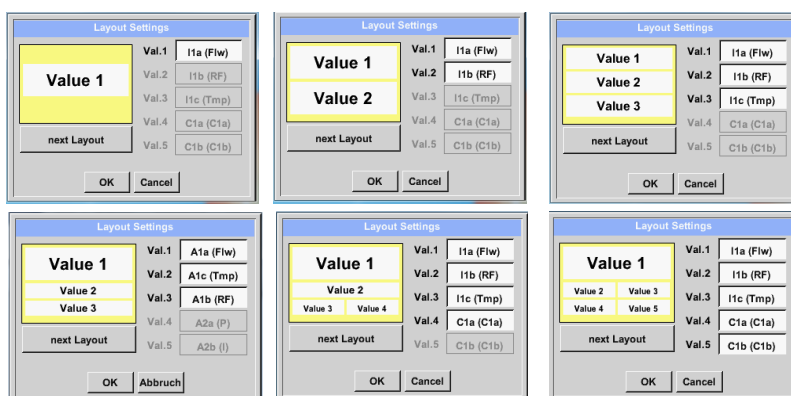 Layout Settings
Value 1
Val.1 I1a (Flw)
Val.2 I1b (RF)
Val.3 I1c (Tmp)
Val.4 C1a (C1a)
Val.5 C1b (C1b)
next Layout
OK Cancel
Layout Settings
Value 1
Value 2
Val.1 I1a (Flw)
Val.2 I1b (RF)
Val.3 I1c (Tmp)
Val.4 C1a (C1a)
Val.5 C1b (C1b)
next Layout
OK Cancel
Layout Settings
Value 1
Value 2
Value 3
Val.1 I1a (Flw)
Val.2 I1b (RF)
Val.3 I1c (Tmp)
Val.4 C1a (C1a)
Val.5 C1b (C1b)
next Layout
OK Cancel
Layout Settings
Value 1
Value 2
Value 3
Val.1 A1a (Flw)
Val.2 A1c (Tmp)
Val.3 A1b (RF)
Val.4 A2a (P)
Val.5 A2b (I)
next Layout
OK Abbruch
Layout Settings
Value 1
Value 2
Value 3 Value 4
Val.1 I1a (Flw)
Val.2 I1b (RF)
Val.3 I1c (Tmp)
Val.4 C1a (C1a)
Val.5 C1b (C1b)
next Layout
OK Cancel
Layout Settings
Value 1
Value 2 Value 3
Value 4 Value 5
Val.1 I1a (Flw)
Val.2 I1b (RF)
Val.3 I1c (Tmp)
Val.4 C1a (C1a)
Val.5 C1b (C1b)
next Layout
OK Cancel